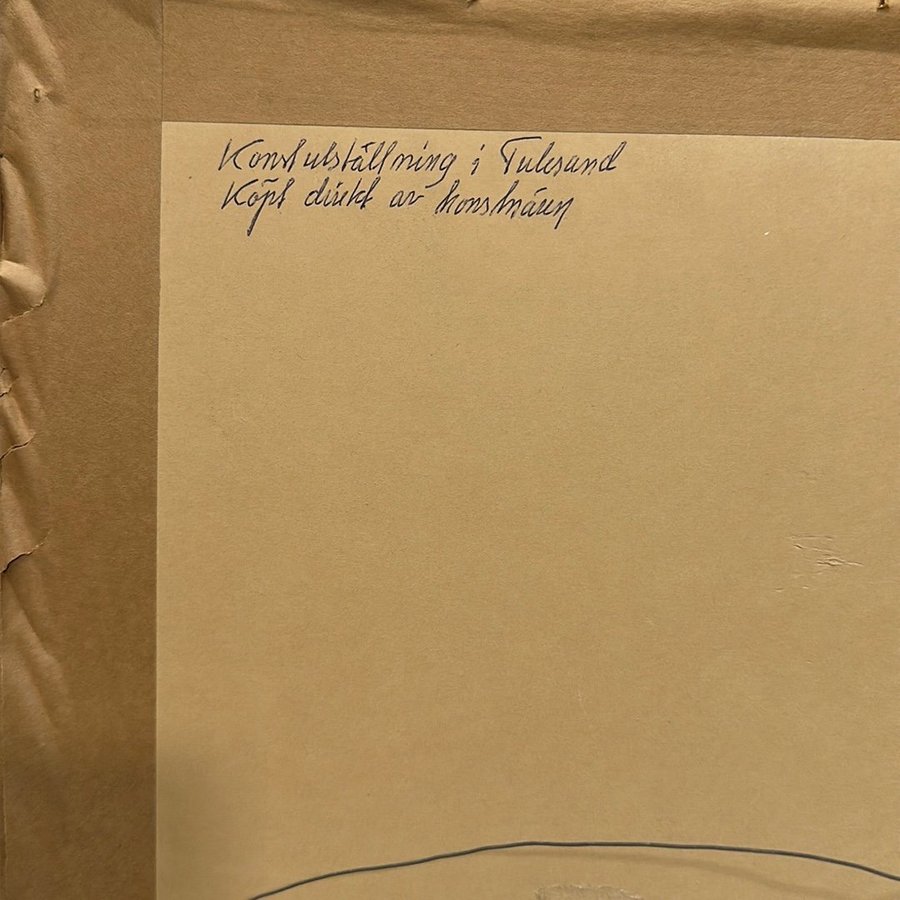 Konstutställning i Tulesand
Köpt direkt av konstnären